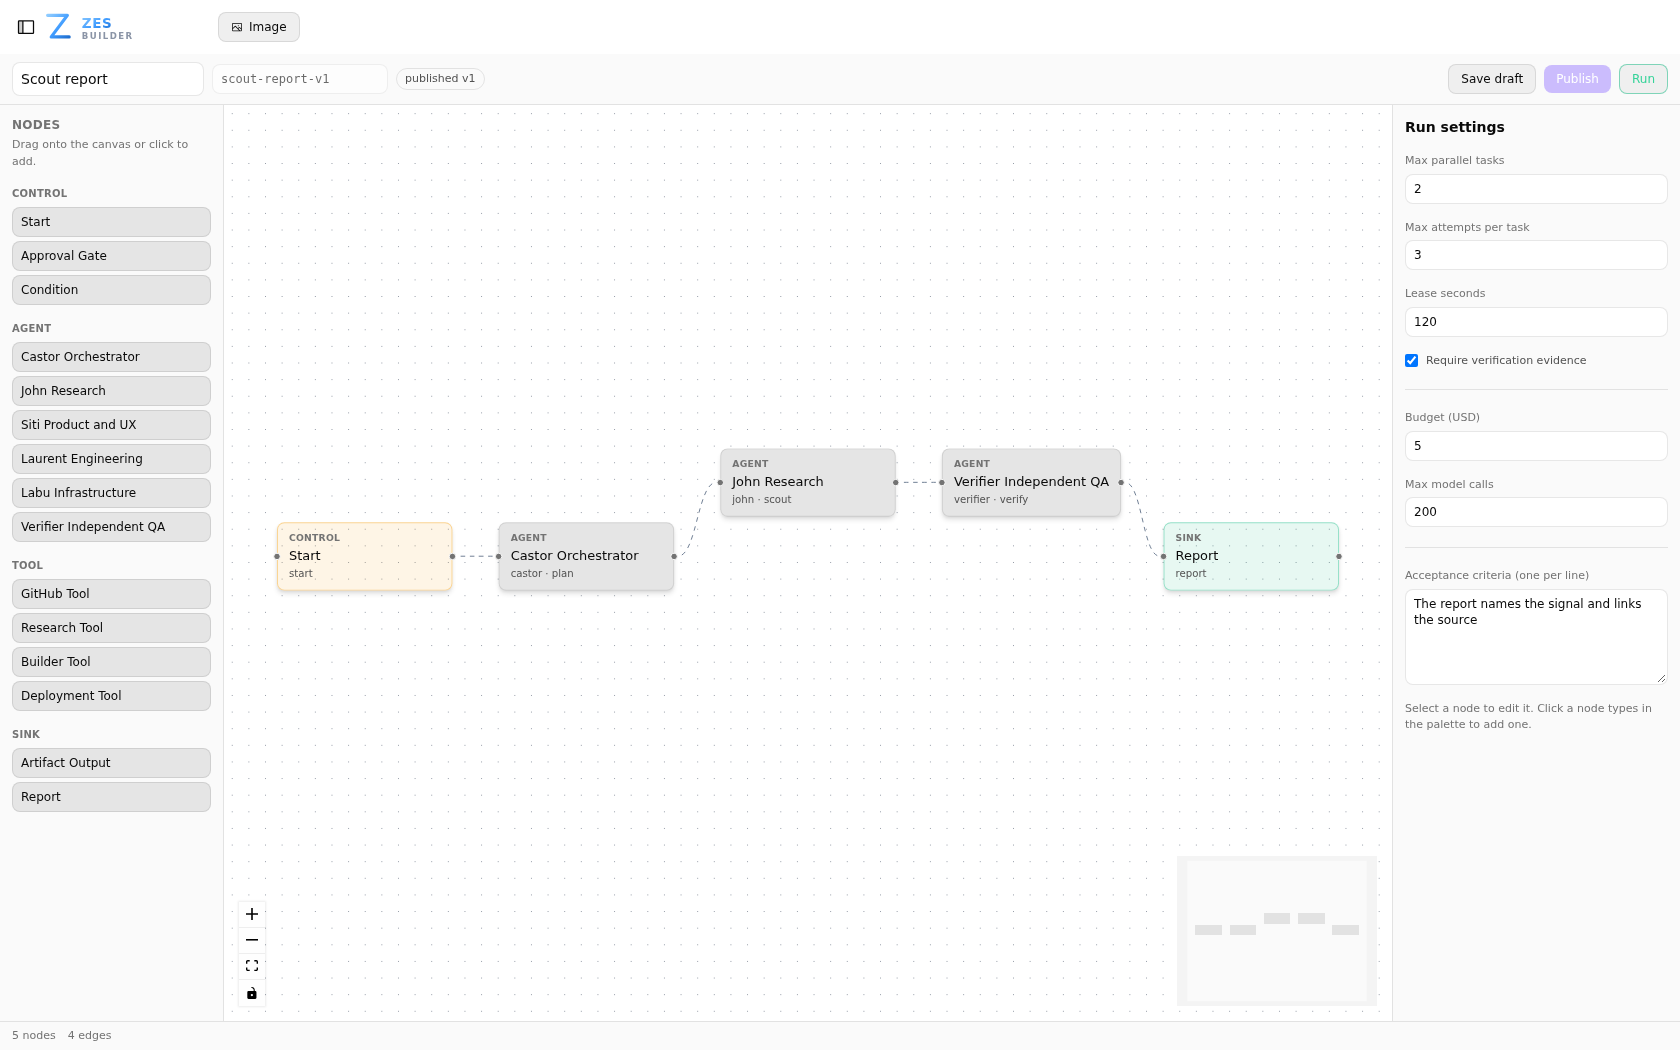 ZES
BUILDER
Image
Scout report
scout-report-v1
published v1
Save draft
Publish
Run
NODES
Drag onto the canvas or click to
add.
CONTROL
Start
Approval Gate
Condition
AGENT
Castor Orchestrator
John Research
Siti Product and UX
Laurent Engineering
Labu Infrastructure
Verifier Independent QA
TOOL
GitHub Tool
Research Tool
Builder Tool
Deployment Tool
SINK
Artifact Output
Report
CONTROL
Start
start
AGENT
Castor Orchestrator
castor · plan
AGENT
John Research
john · scout
AGENT
Verifier Independent QA
verifier · verify
SINK
Report
report
Run settings
Max parallel tasks
2
Max attempts per task
3
Lease seconds
120
Require verification evidence
Budget (USD)
5
Max model calls
200
Acceptance criteria (one per line)
The report names the signal and links
the source
Select a node to edit it. Click a node types in
the palette to add one.
5 nodes
4 edges